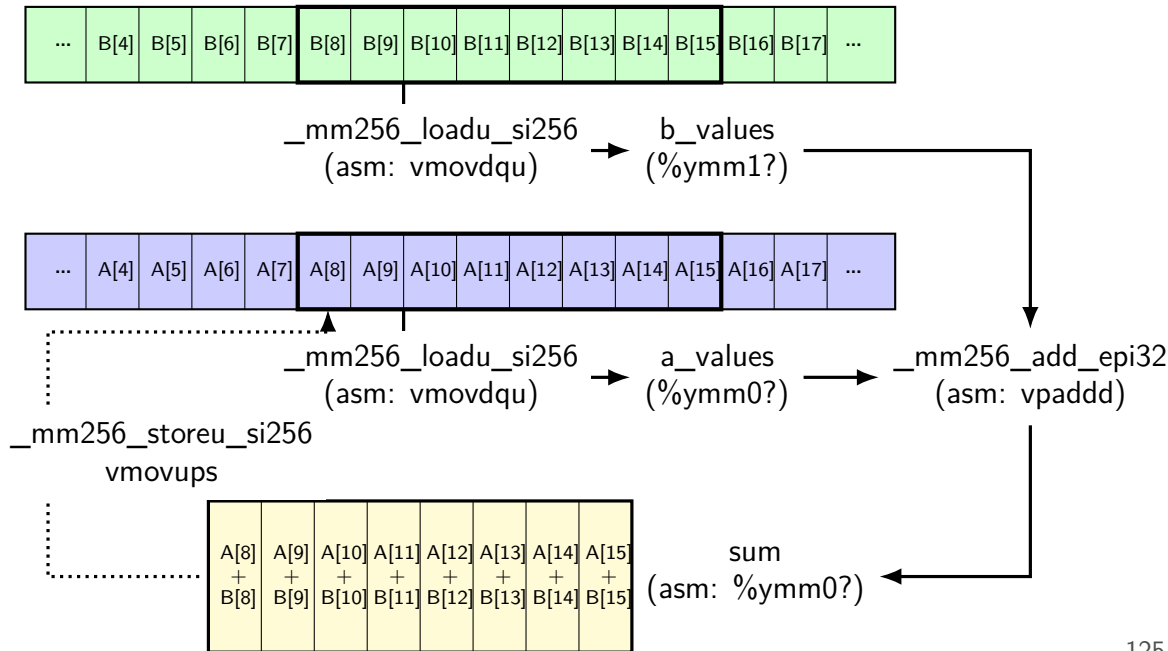 ... B[4] B[5] B[6] B[7] B[8] B[9] B[10] B[11] B[12] B[13] B[14] B[15] B[16] B[17] ...
_mm256_loadu_si256
(asm: vmovdqu)
b_values
(%ymm1?)
... A[4] A[5] A[6] A[7] A[8] A[9] A[10] A[11] A[12] A[13] A[14] A[15] A[16] A[17] ...
_mm256_loadu_si256
(asm: vmovdqu)
a_values
(%ymm0?)
_mm256_add_epi32
(asm: vpaddd)
_mm256_storeu_si256
vmovups
A[8] A[9] A[10] A[11] A[12] A[13] A[14] A[15]
+ + + + + + + +
B[8] B[9] B[10] B[11] B[12] B[13] B[14] B[15]
sum
(asm: %ymm0?)
125